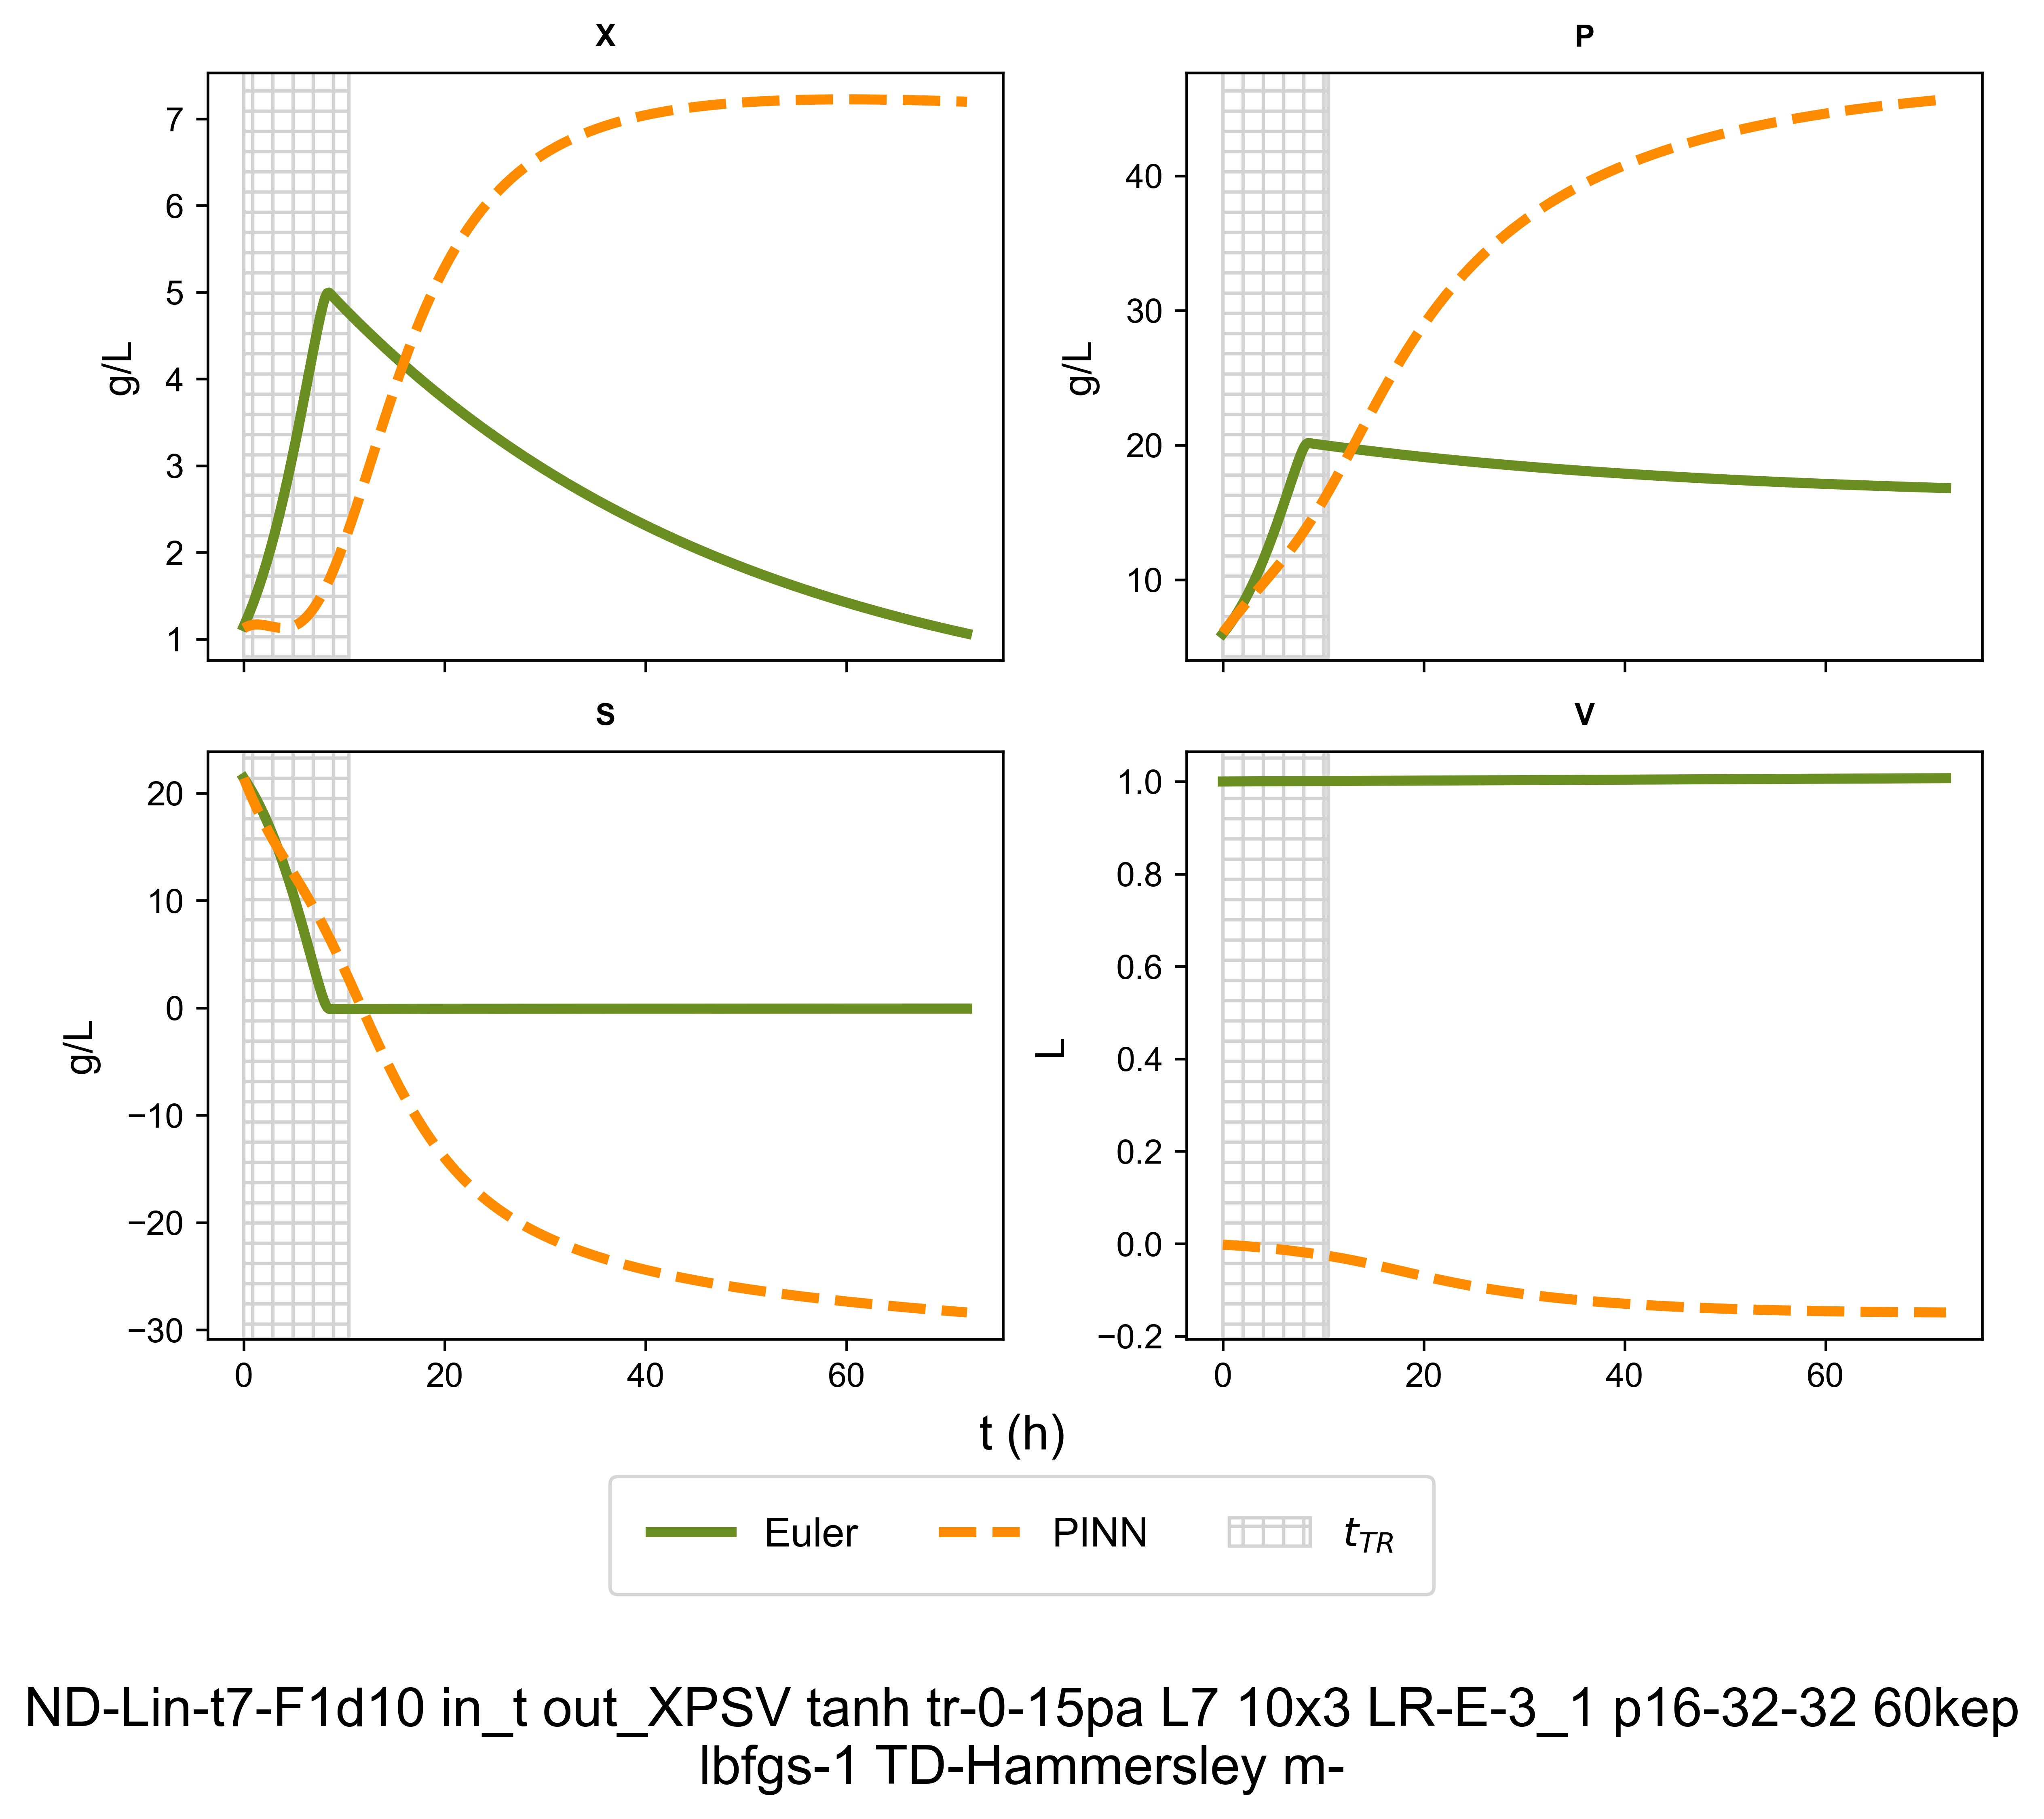 X
P
7
6
5
4
3
2
1
g/L
40
30
20
10
g/L
S
V
20
10
0
−10
−20
−30
g/L
1.0
0.8
0.6
0.4
0.2
0.0
−0.2
L
0 20 40 60
0 20 40 60
t (h)
Euler PINN t_TR
ND-Lin-t7-F1d10 in_t out_XPSV tanh tr-0-15pa L7 10x3 LR-E-3_1 p16-32-32 60kep
lbfgs-1 TD-Hammersley m-